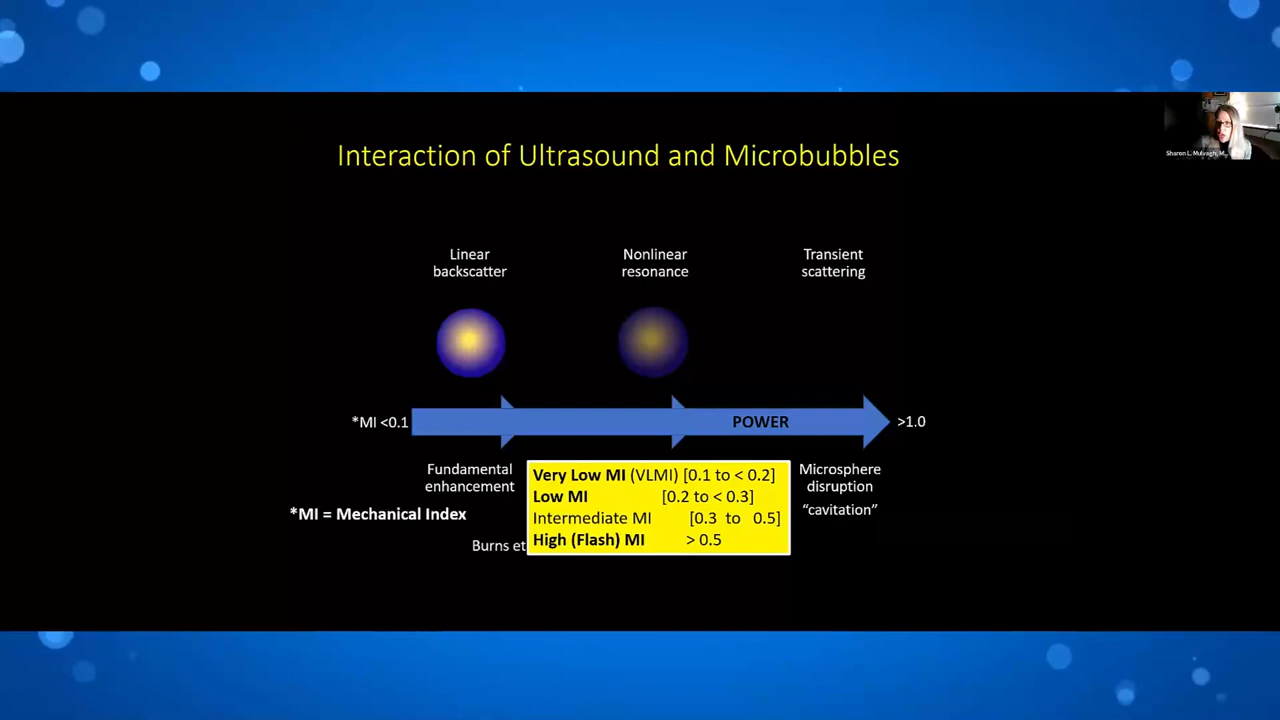 Interaction of Ultrasound and Microbubbles
Sharon L. Mulvagh, M...
Linear
backscatter
Nonlinear
resonance
Transient
scattering
*MI <0.1
POWER
>1.0
Fundamental
enhancement
Very Low MI (VLMI) [0.1 to < 0.2]
Low MI [0.2 to < 0.3]
Intermediate MI [0.3 to 0.5]
High (Flash) MI > 0.5
Microsphere
disruption
“cavitation”
*MI = Mechanical Index
Burns et